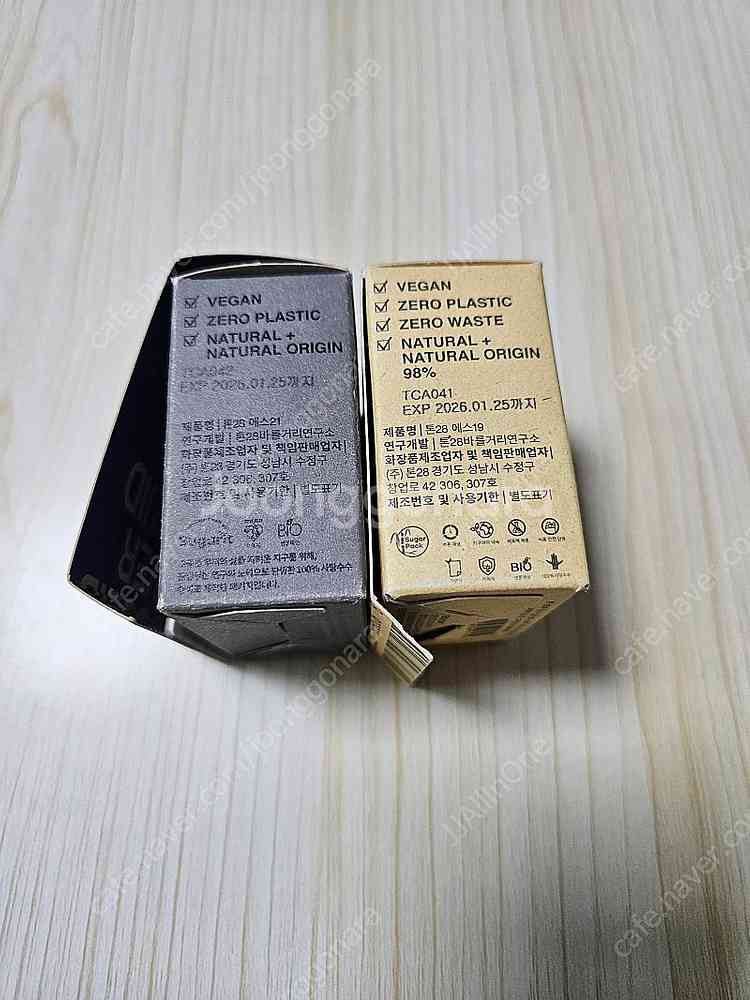 VEGAN
ZERO PLASTIC
NATURAL +
NATURAL ORIGIN
TCA042
EXP 2026.01.25까지
제품명 | 톤28 에스21
연구개발 | 톤28바를거리연구소
화장품제조업자 및 책임판매업자 |
(주) 톤28 경기도 성남시 수정구
창업로 42 306, 307호
제조번호 및 사용기한 | 별도표기
BIO
VEGAN
ZERO PLASTIC
ZERO WASTE
NATURAL +
NATURAL ORIGIN
98%
TCA041
EXP 2026.01.25까지
제품명 | 톤28 에스19
연구개발 | 톤28바를거리연구소
화장품제조업자 및 책임판매업자 |
(주) 톤28 경기도 성남시 수정구
창업로 42 306, 307호
제조번호 및 사용기한 | 별도표기
Sugar
Pack
BIO
joonggonara
cafe.naver.com/joonggonara
JJAllInOne